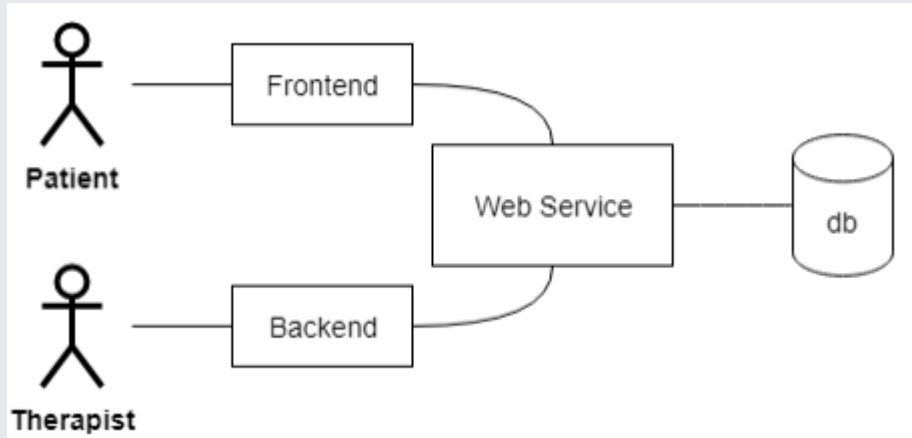 Frontend
Patient
Web Service
db
Backend
Therapist